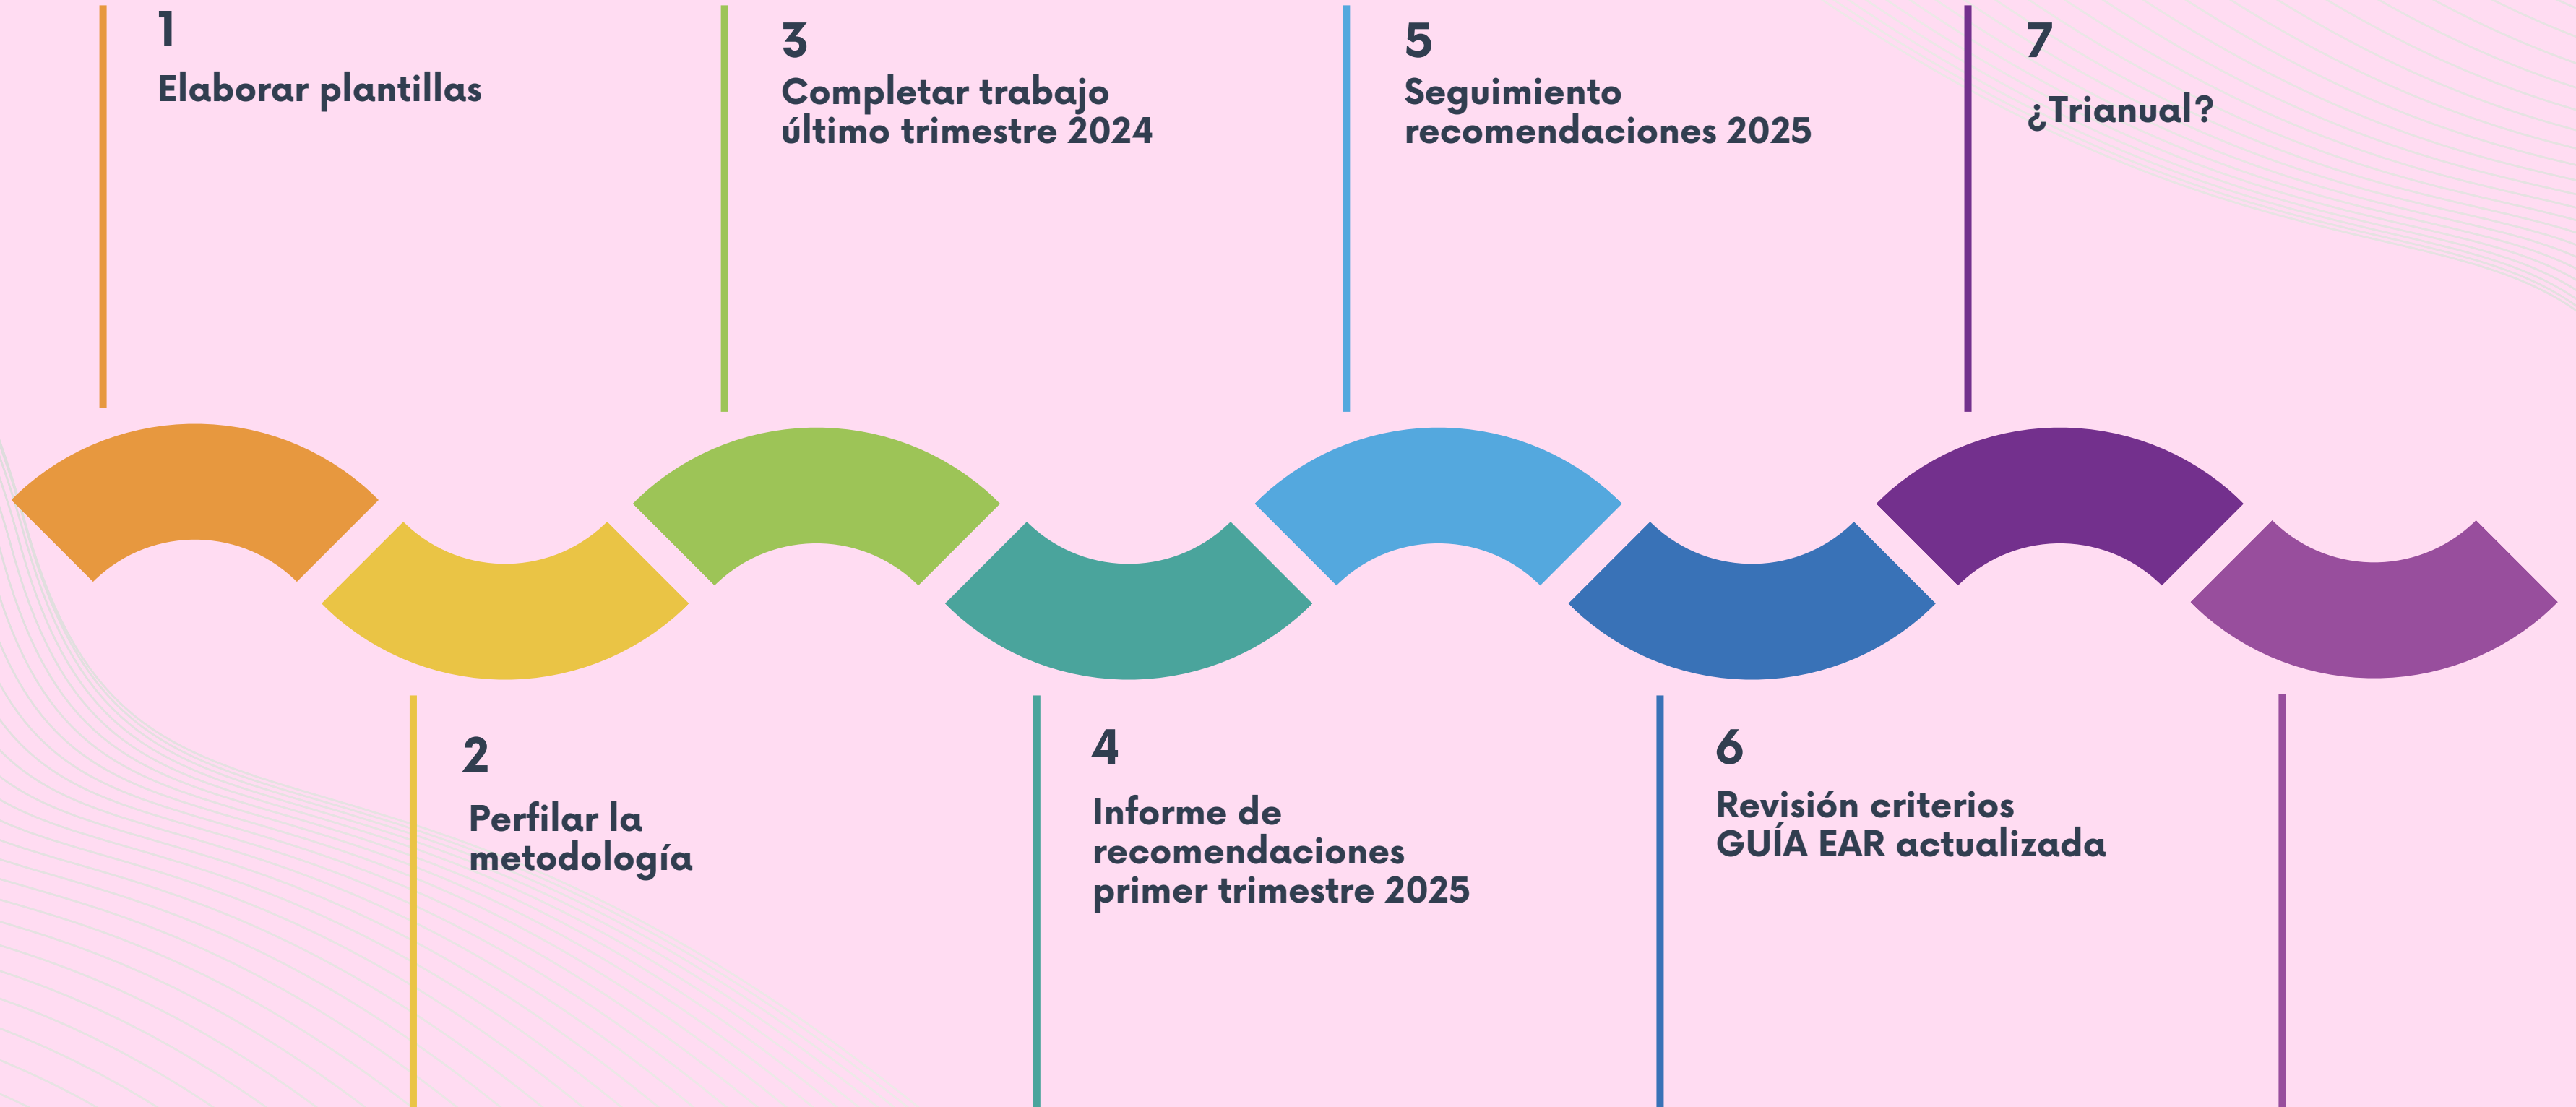 1
Elaborar plantillas
2
Perfilar la
metodología
3
Completar trabajo
último trimestre 2024
4
Informe de
recomendaciones
primer trimestre 2025
5
Seguimiento
recomendaciones 2025
6
Revisión criterios
GUÍA EAR actualizada
7
¿Trianual?